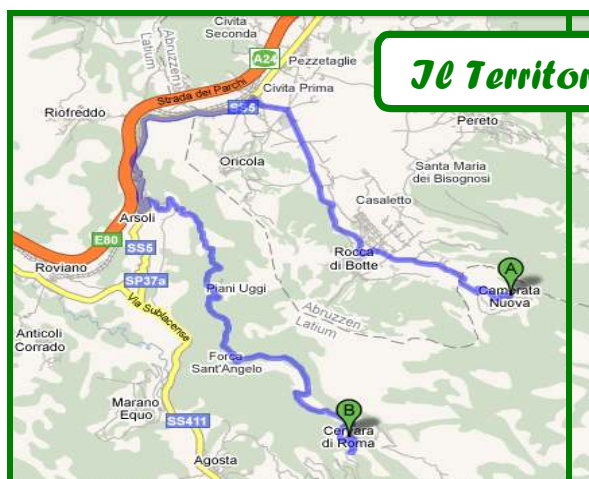 Civita
Seconda
A24
Pezzetaglie
Il Territor
Abruzzen
Latium
Strada dei Parchi
Civita Prima
Riofreddo
SS5
Pereto
Oricola
Santa Maria
dei Bisognosi
Casaletto
Arsoli
E80
SS5
Rocca
di Botte
A
Roviano
SP37a
Camerata
Nuova
Piani Uggi
Via Sublacense
Abruzzen
Latium
Anticoli
Corrado
Forca
Sant'Angelo
Marano
Equo
B
SS411
Cervara
di Roma
Agosta